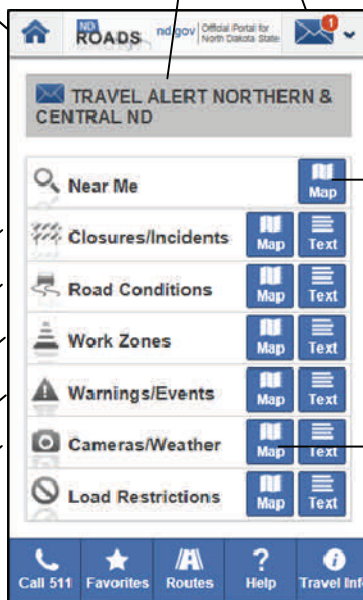 ND ROADS nd.gov Official Portal for North Dakota State 1
TRAVEL ALERT NORTHERN &
CENTRAL ND
Near Me Map
Closures/Incidents Map Text
Road Conditions Map Text
Work Zones Map Text
Warnings/Events Map Text
Cameras/Weather Map Text
Load Restrictions Map Text
Call 511 Favorites Routes Help Travel Inf